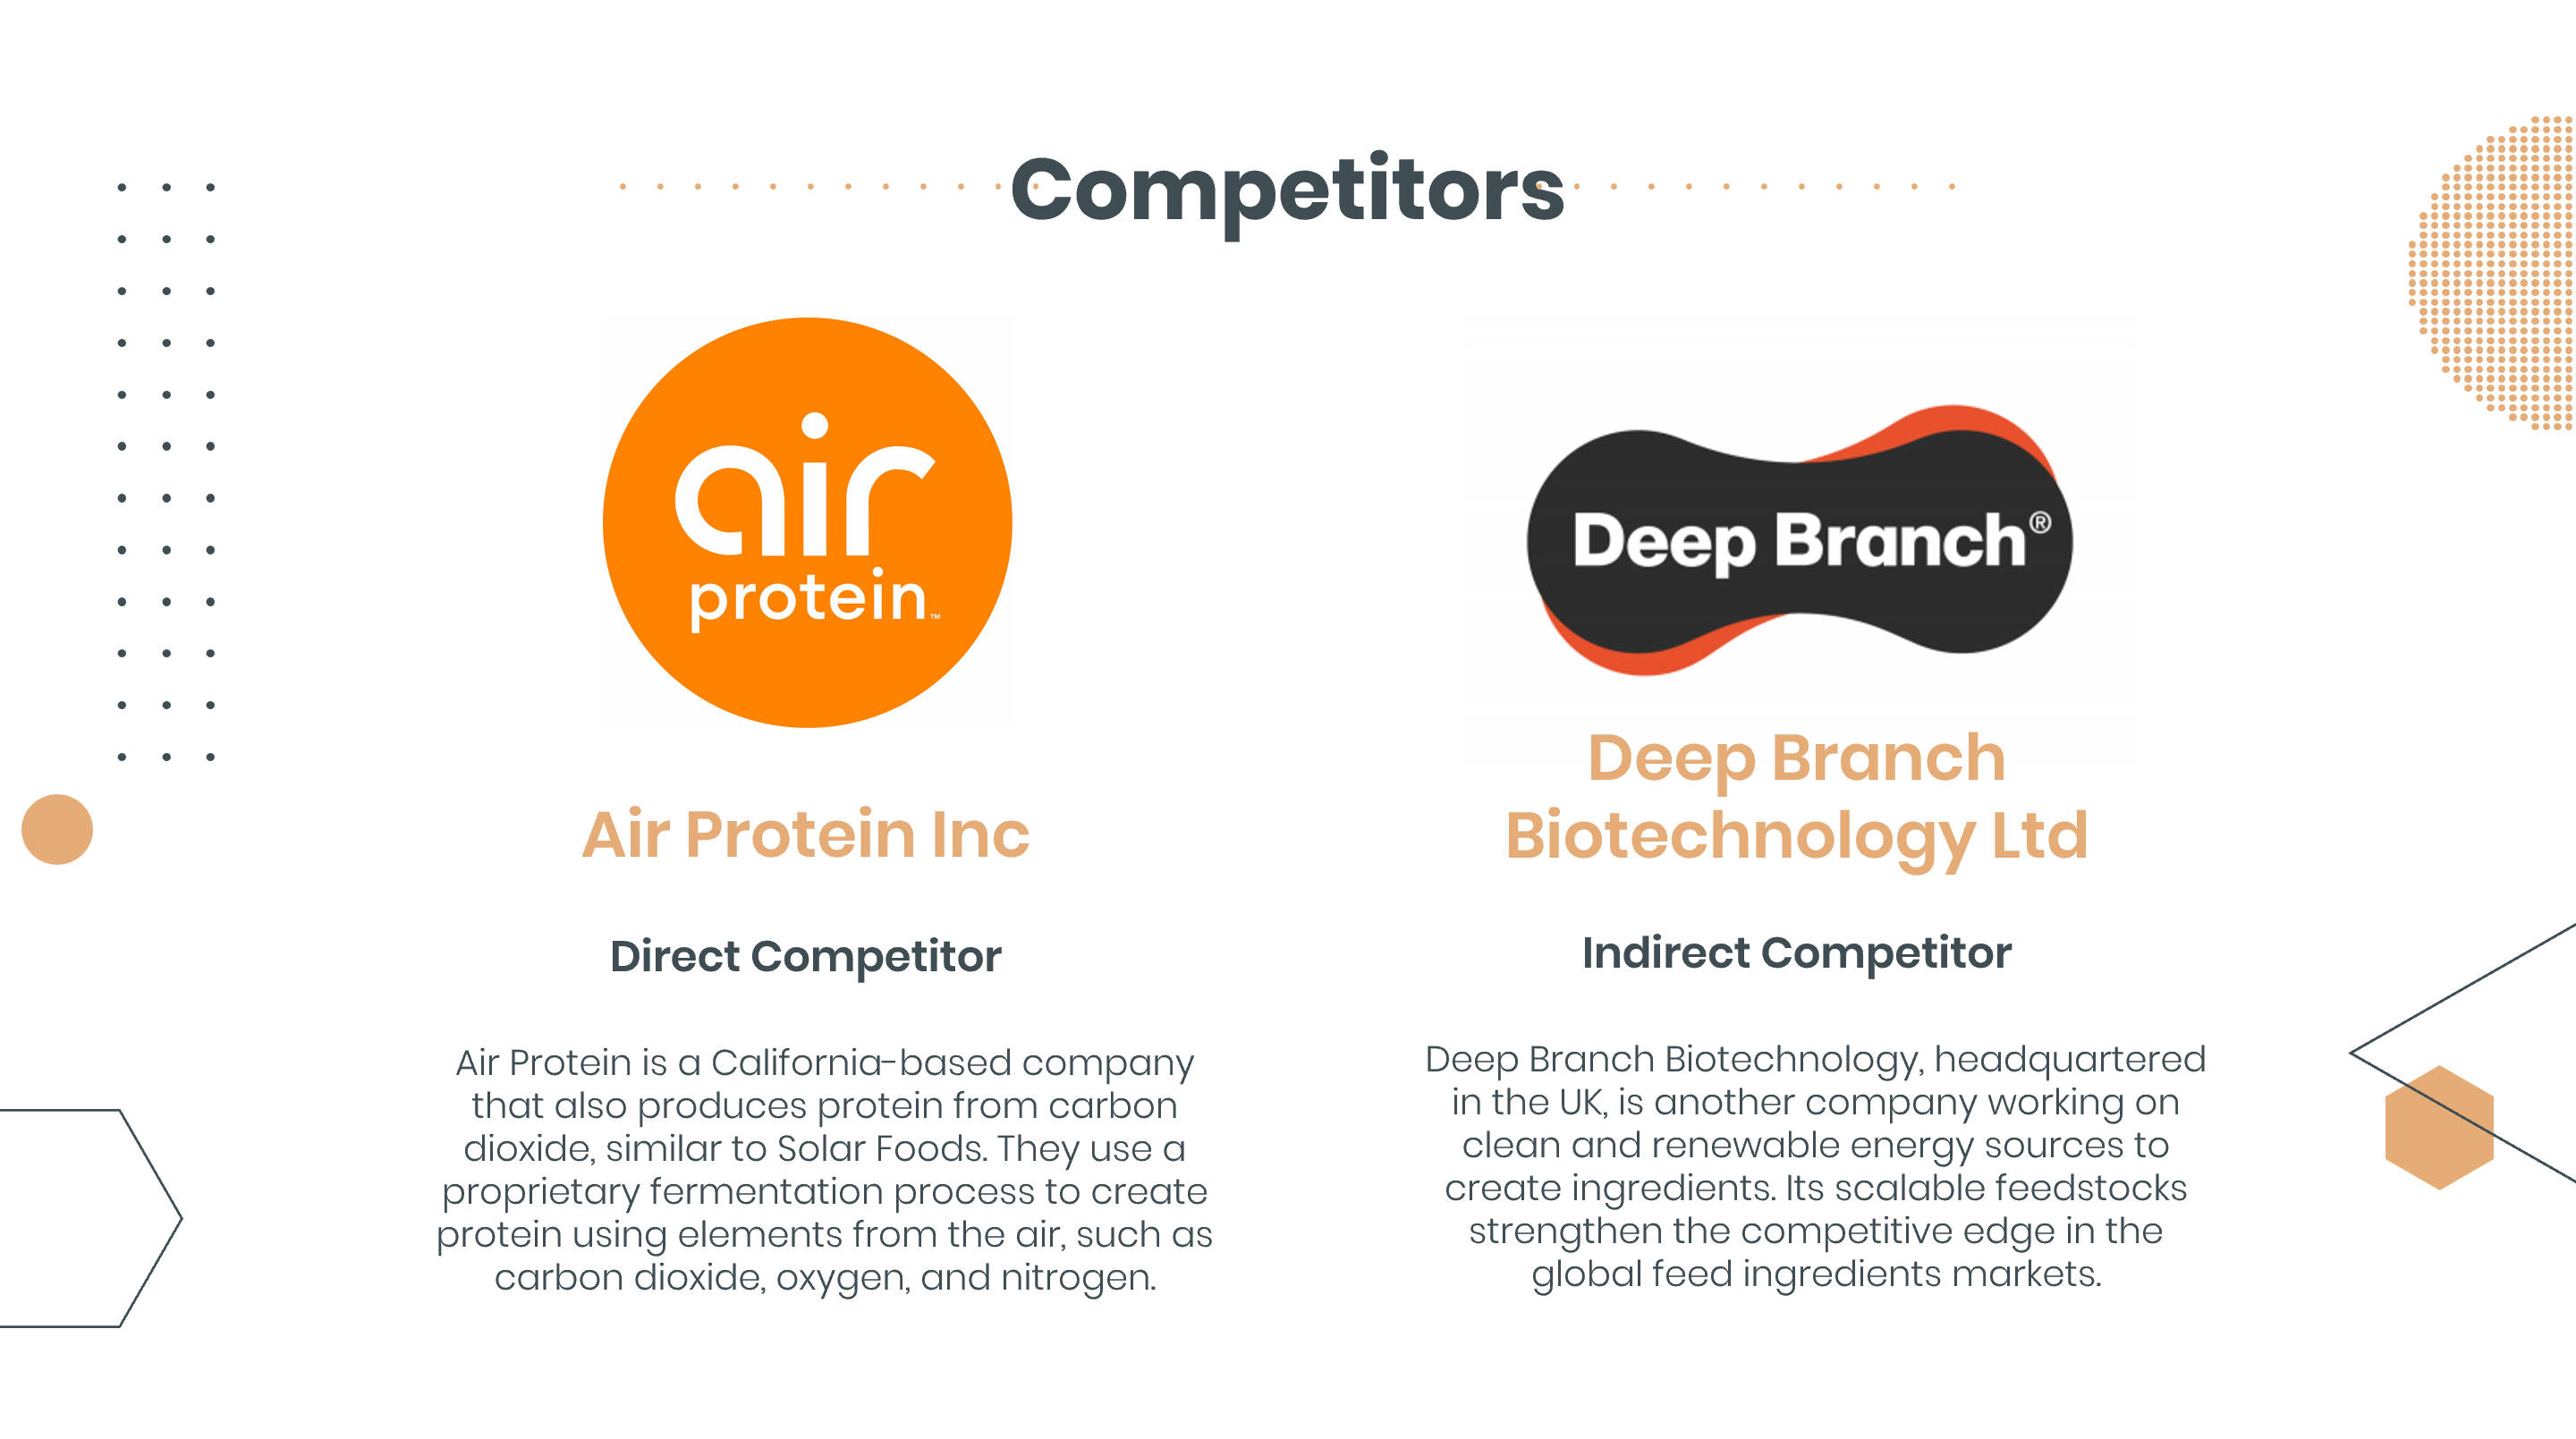 Competitors
air
protein™
Air Protein Inc
Direct Competitor
Air Protein is a California-based company
that also produces protein from carbon
dioxide, similar to Solar Foods. They use a
proprietary fermentation process to create
protein using elements from the air, such as
carbon dioxide, oxygen, and nitrogen.
Deep Branch®
Deep Branch
Biotechnology Ltd
Indirect Competitor
Deep Branch Biotechnology, headquartered
in the UK, is another company working on
clean and renewable energy sources to
create ingredients. Its scalable feedstocks
strengthen the competitive edge in the
global feed ingredients markets.